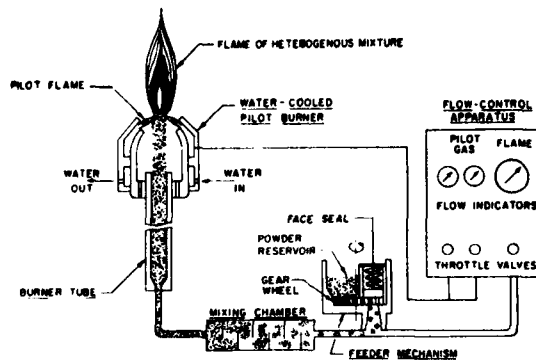 FLAME OF HETEBOGENOUS MIXTURE
PILOT FLAME
WATER-COOLED
PILOT BURNER
FLOW-CONTROL
APPARATUS
PILOT
GAS
FLAME
WATER
OUT
WATER
IN
FLOW INDICATORS
FACE SEAL
POWDER
RESERVOIR
THROTTLE VALVES
GEAR
WHEEL
BURNER TUBE
MIXING CHAMBER
FEEDER MECHANISM